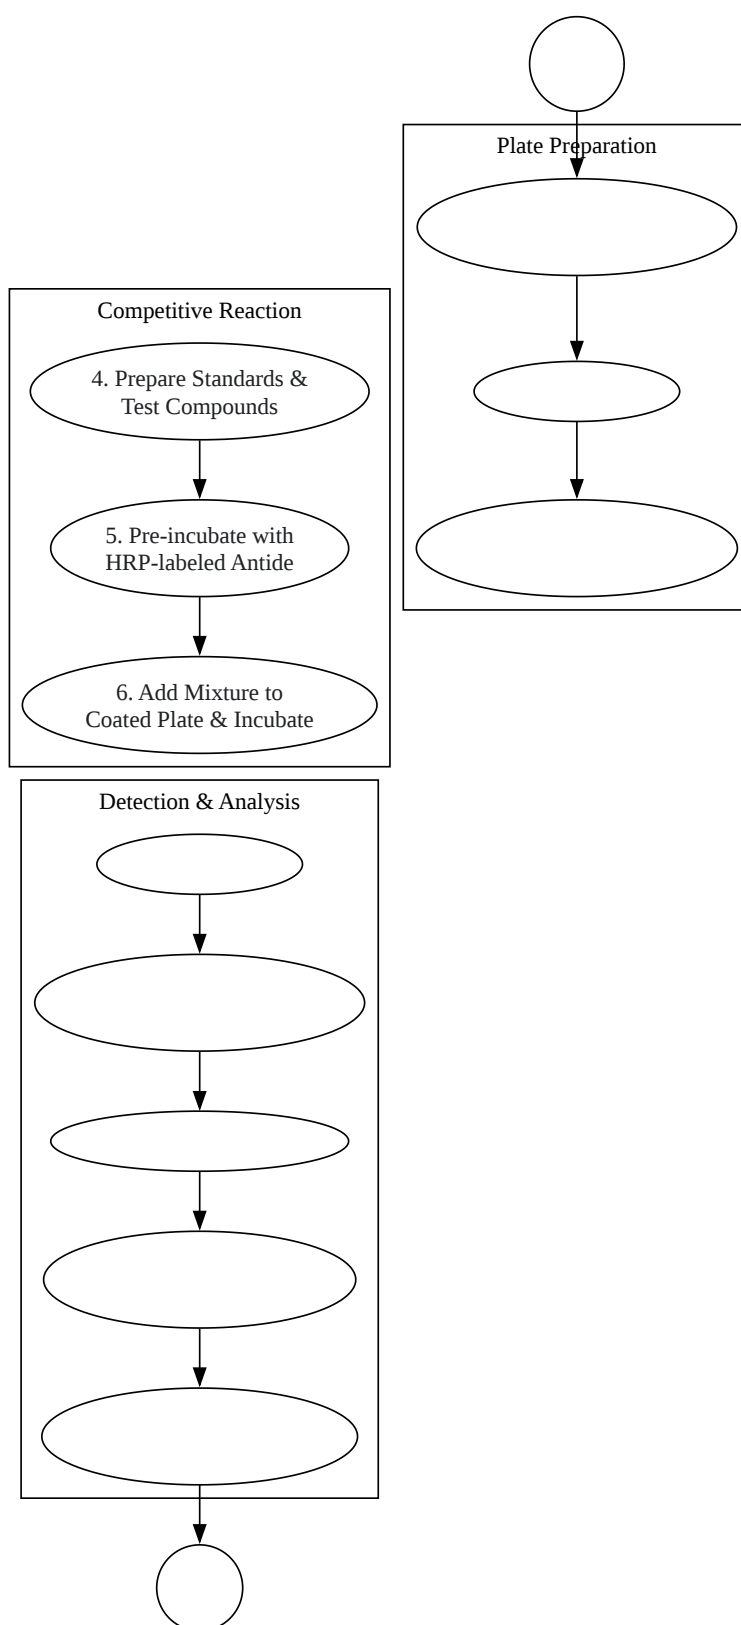 Plate Preparation
Competitive Reaction
4. Prepare Standards &
Test Compounds
5. Pre-incubate with
HRP-labeled Antide
6. Add Mixture to
Coated Plate & Incubate
Detection & Analysis